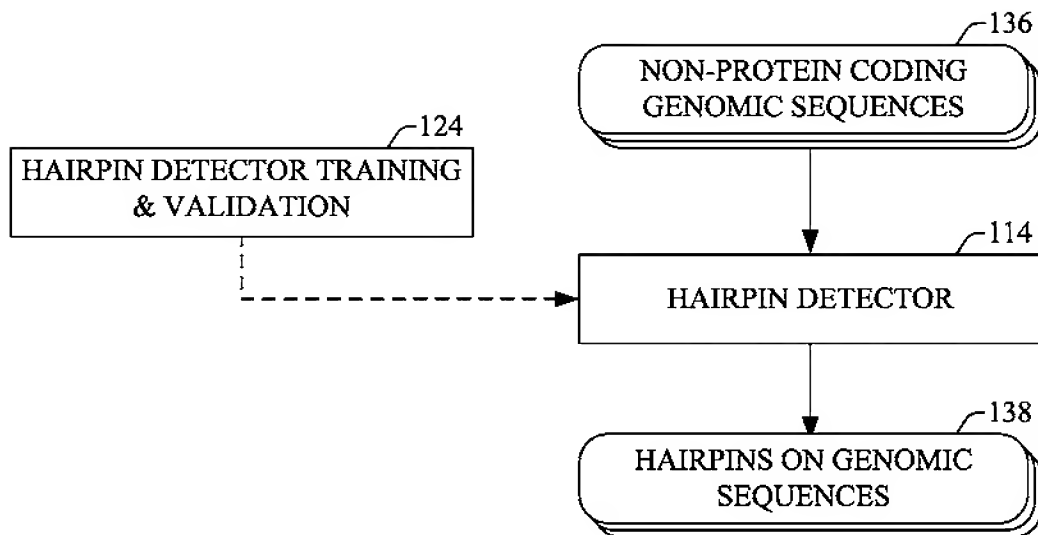 136
NON-PROTEIN CODING
GENOMIC SEQUENCES
124
HAIRPIN DETECTOR TRAINING
& VALIDATION
114
HAIRPIN DETECTOR
138
HAIRPINS ON GENOMIC
SEQUENCES